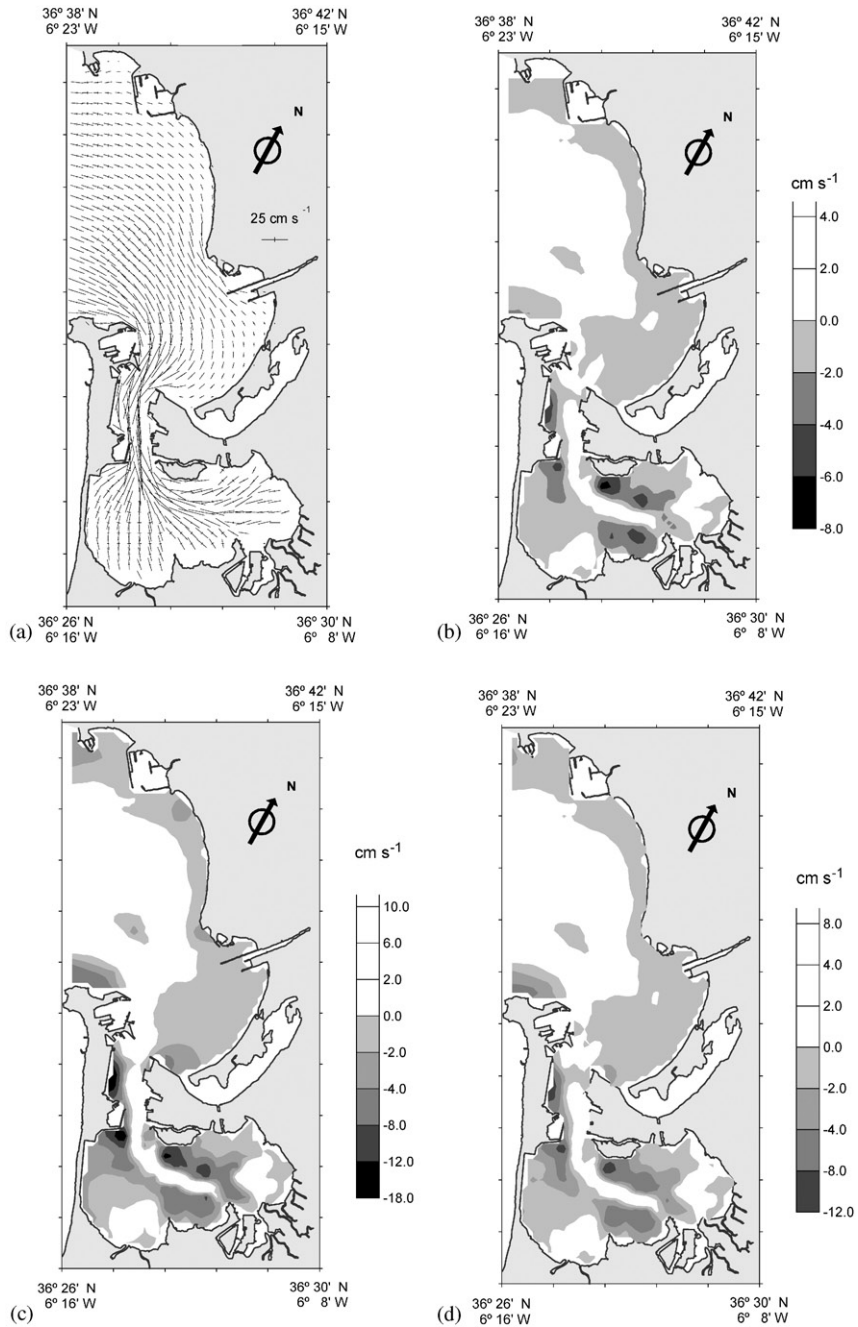 36º 38' N
6º 23' W
36º 42' N
6º 15' W
N
25 cm s -1
36º 26' N
6º 16' W
36º 30' N
6º 8' W
(a)
36º 38' N
6º 23' W
36º 42' N
6º 15' W
N
cm s-1
4.0
2.0
0.0
-2.0
-4.0
-6.0
-8.0
36º 26' N
6º 16' W
36º 30' N
6º 8' W
(b)
36º 38' N
6º 23' W
36º 42' N
6º 15' W
N
cm s-1
10.0
6.0
2.0
0.0
-2.0
-4.0
-8.0
-12.0
-18.0
36º 26' N
6º 16' W
36º 30' N
6º 8' W
(c)
36º 38' N
6º 23' W
36º 42' N
6º 15' W
N
cm s-1
8.0
4.0
2.0
0.0
-2.0
-4.0
-8.0
-12.0
36º 26' N
6º 16' W
36º 30' N
6º 8' W
(d)